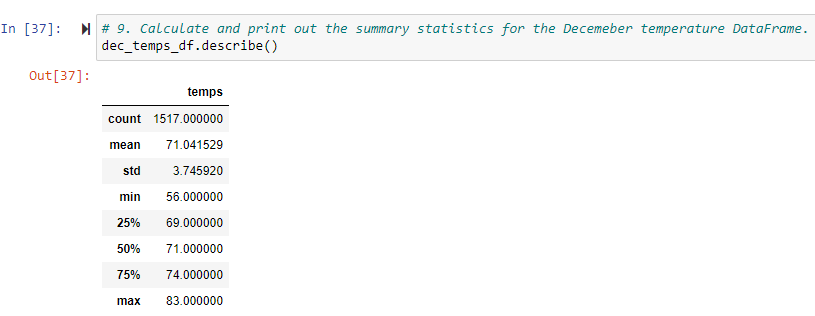 In [37]: # 9. Calculate and print out the summary statistics for the Decemeber temperature DataFrame.
dec_temps_df.describe()
Out[37]:
temps
count 1517.000000
mean 71.041529
std 3.745920
min 56.000000
25% 69.000000
50% 71.000000
75% 74.000000
max 83.000000